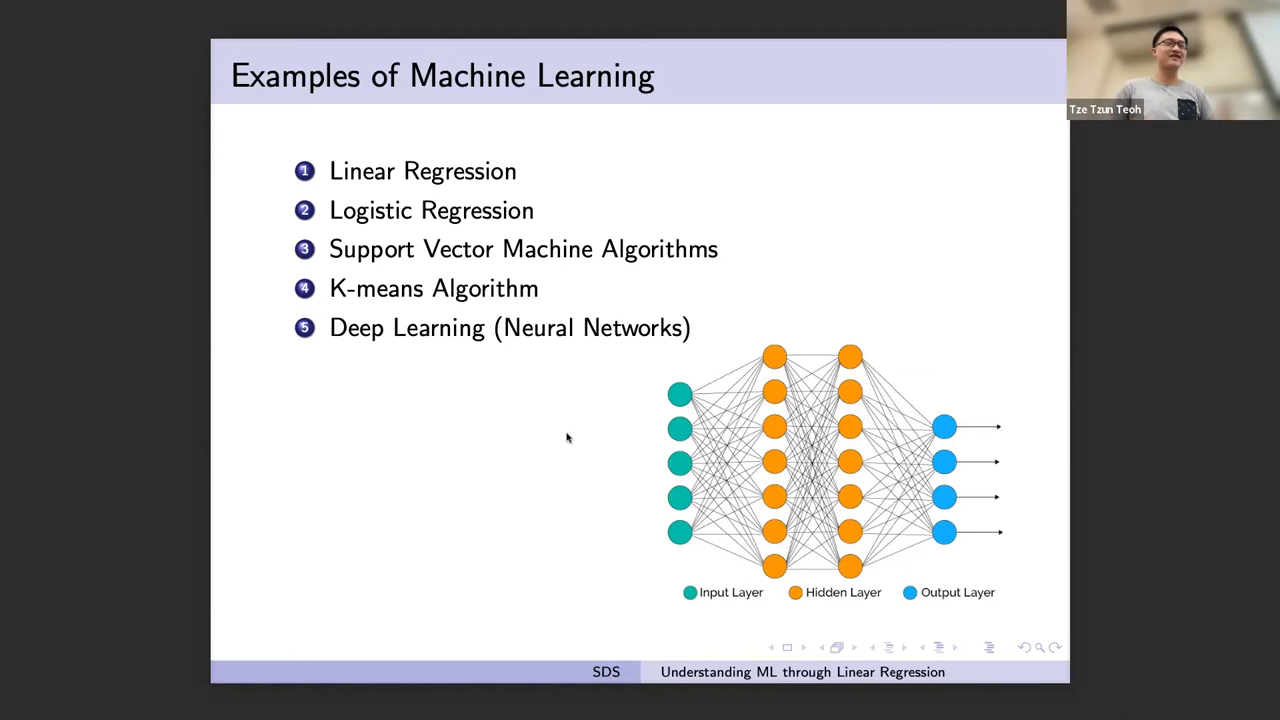 Examples of Machine Learning
Tze Tzun Teoh
1 Linear Regression
2 Logistic Regression
3 Support Vector Machine Algorithms
4 K-means Algorithm
5 Deep Learning (Neural Networks)
Input Layer Hidden Layer Output Layer
SDS Understanding ML through Linear Regression